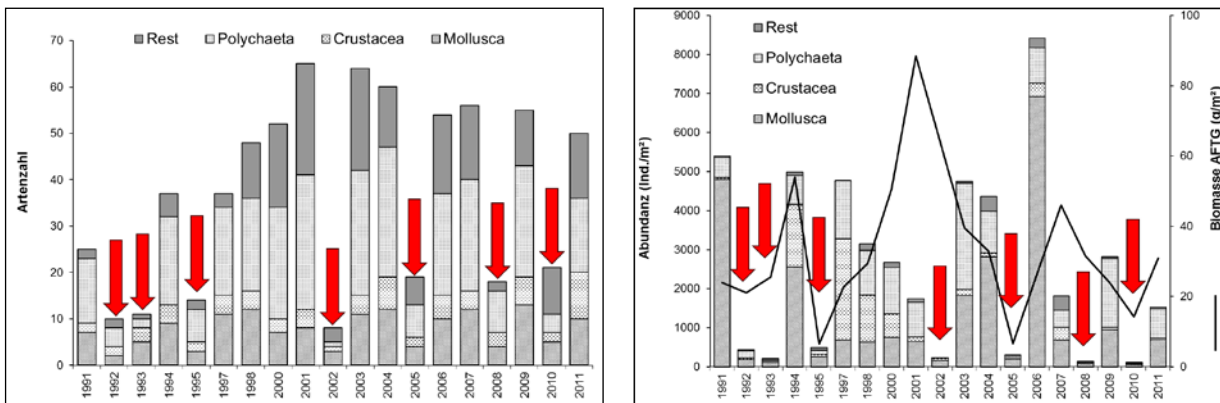 70
60
50
40
30
20
10
0
Artenzahl
Rest Polychaeta Crustacea Mollusca
1991 1992 1993 1994 1995 1997 1998 2000 2001 2002 2003 2004 2005 2006 2007 2008 2009 2010 2011
9000
8000
7000
6000
5000
4000
3000
2000
1000
0
Abundanz (Ind./m²)
Rest
Polychaeta
Crustacea
Mollusca
1991 1992 1993 1994 1995 1997 1998 2000 2001 2002 2003 2004 2005 2006 2007 2008 2009 2010 2011
100
80
60
40
20
0
Biomasse AFTG (g/m²)